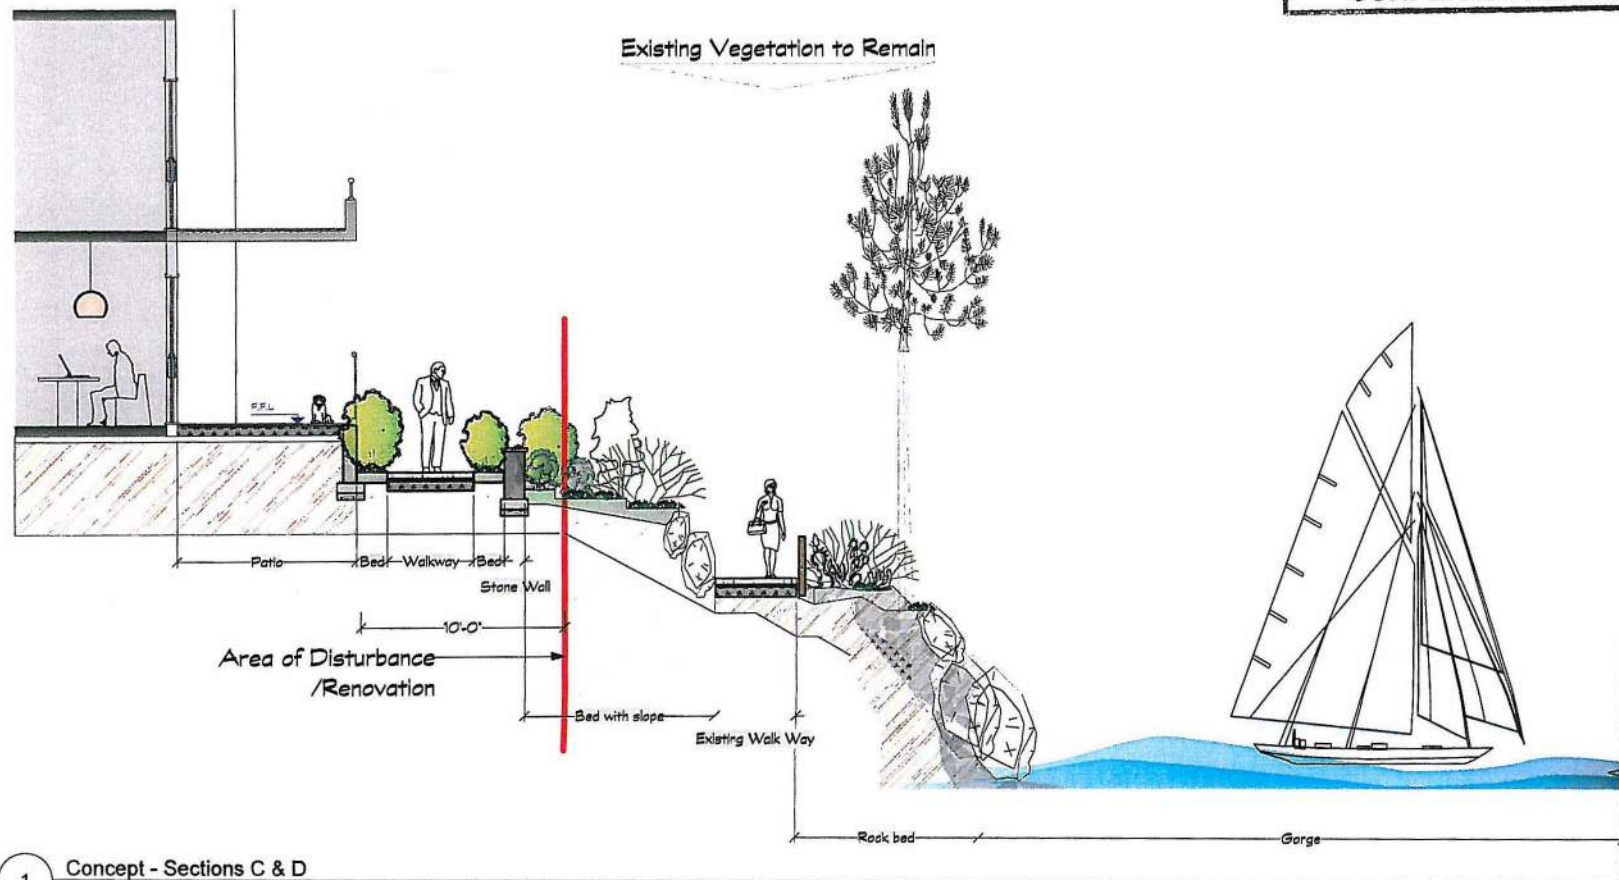 Existing Vegetation to Remain
F.F.L
Patio
Bed
Walkway
Bed
Stone Wall
10'-0"
Area of Disturbance
/Renovation
Bed with slope
Existing Walk Way
Rock bed
Gorge
1
Concept - Sections C & D